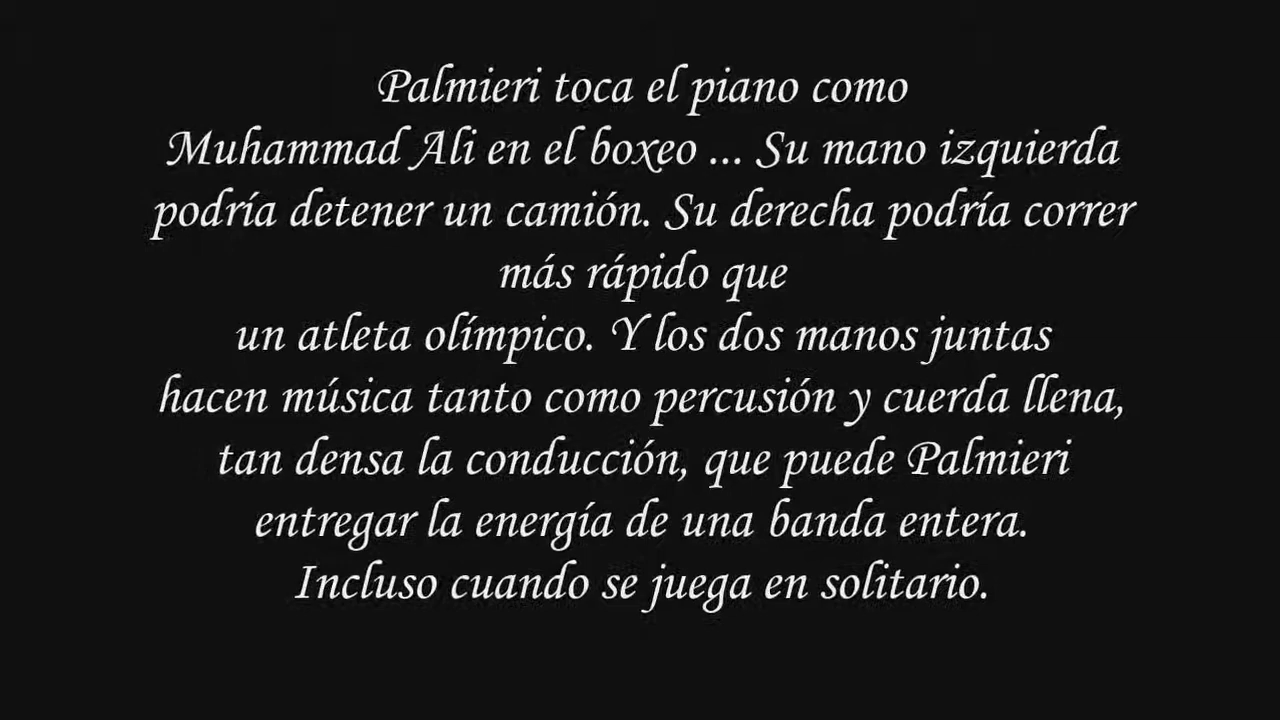 Palmieri toca el piano como
Muhammad Ali en el boxeo ... Su mano izquierda
podría detener un camión. Su derecha podría correr
más rápido que
un atleta olímpico. Y los dos manos juntas
hacen música tanto como percusión y cuerda llena,
tan densa la conducción, que puede Palmieri
entregar la energía de una banda entera.
Incluso cuando se juega en solitario.